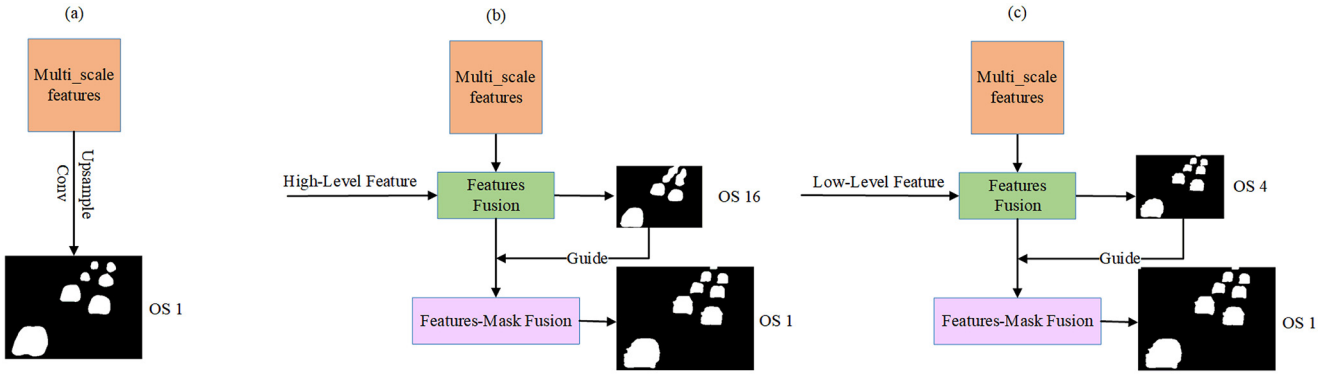 (a)
Multi_scale
features
Upsample
Conv
OS 1
(b)
Multi_scale
features
High-Level Feature
Features
Fusion
OS 16
Guide
Features-Mask Fusion
OS 1
(c)
Multi_scale
features
Low-Level Feature
Features
Fusion
OS 4
Guide
Features-Mask Fusion
OS 1